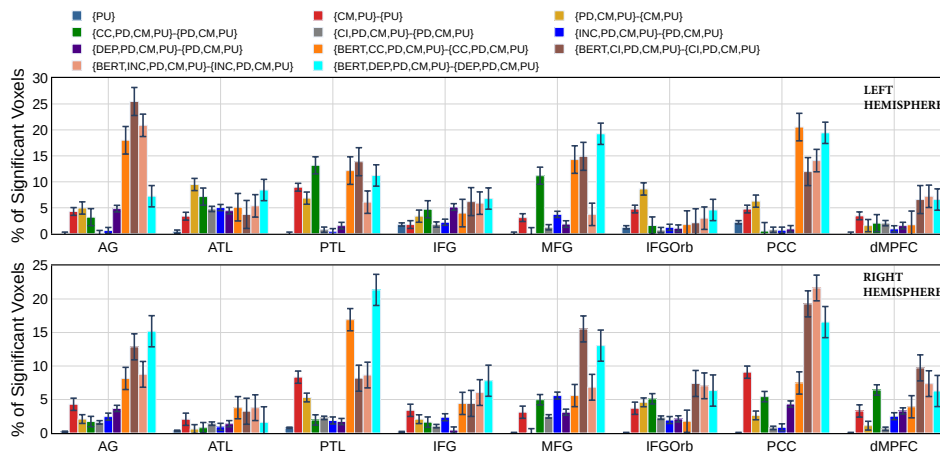 {PU} {CM,PU}-{PU} {PD,CM,PU}-{CM,PU}
{CC,PD,CM,PU}-{PD,CM,PU} {CI,PD,CM,PU}-{PD,CM,PU} {INC,PD,CM,PU}-{PD,CM,PU}
{DEP,PD,CM,PU}-{PD,CM,PU} {BERT,CC,PD,CM,PU}-{CC,PD,CM,PU} {BERT,CI,PD,CM,PU}-{CI,PD,CM,PU}
{BERT,INC,PD,CM,PU}-{INC,PD,CM,PU} {BERT,DEP,PD,CM,PU}-{DEP,PD,CM,PU}
% of Significant Voxels
30
25
20
15
10
5
0
LEFT
HEMISPHERE
AG ATL PTL IFG MFG IFGOrb PCC dMPFC
% of Significant Voxels
25
20
15
10
5
0
RIGHT
HEMISPHERE
AG ATL PTL IFG MFG IFGOrb PCC dMPFC